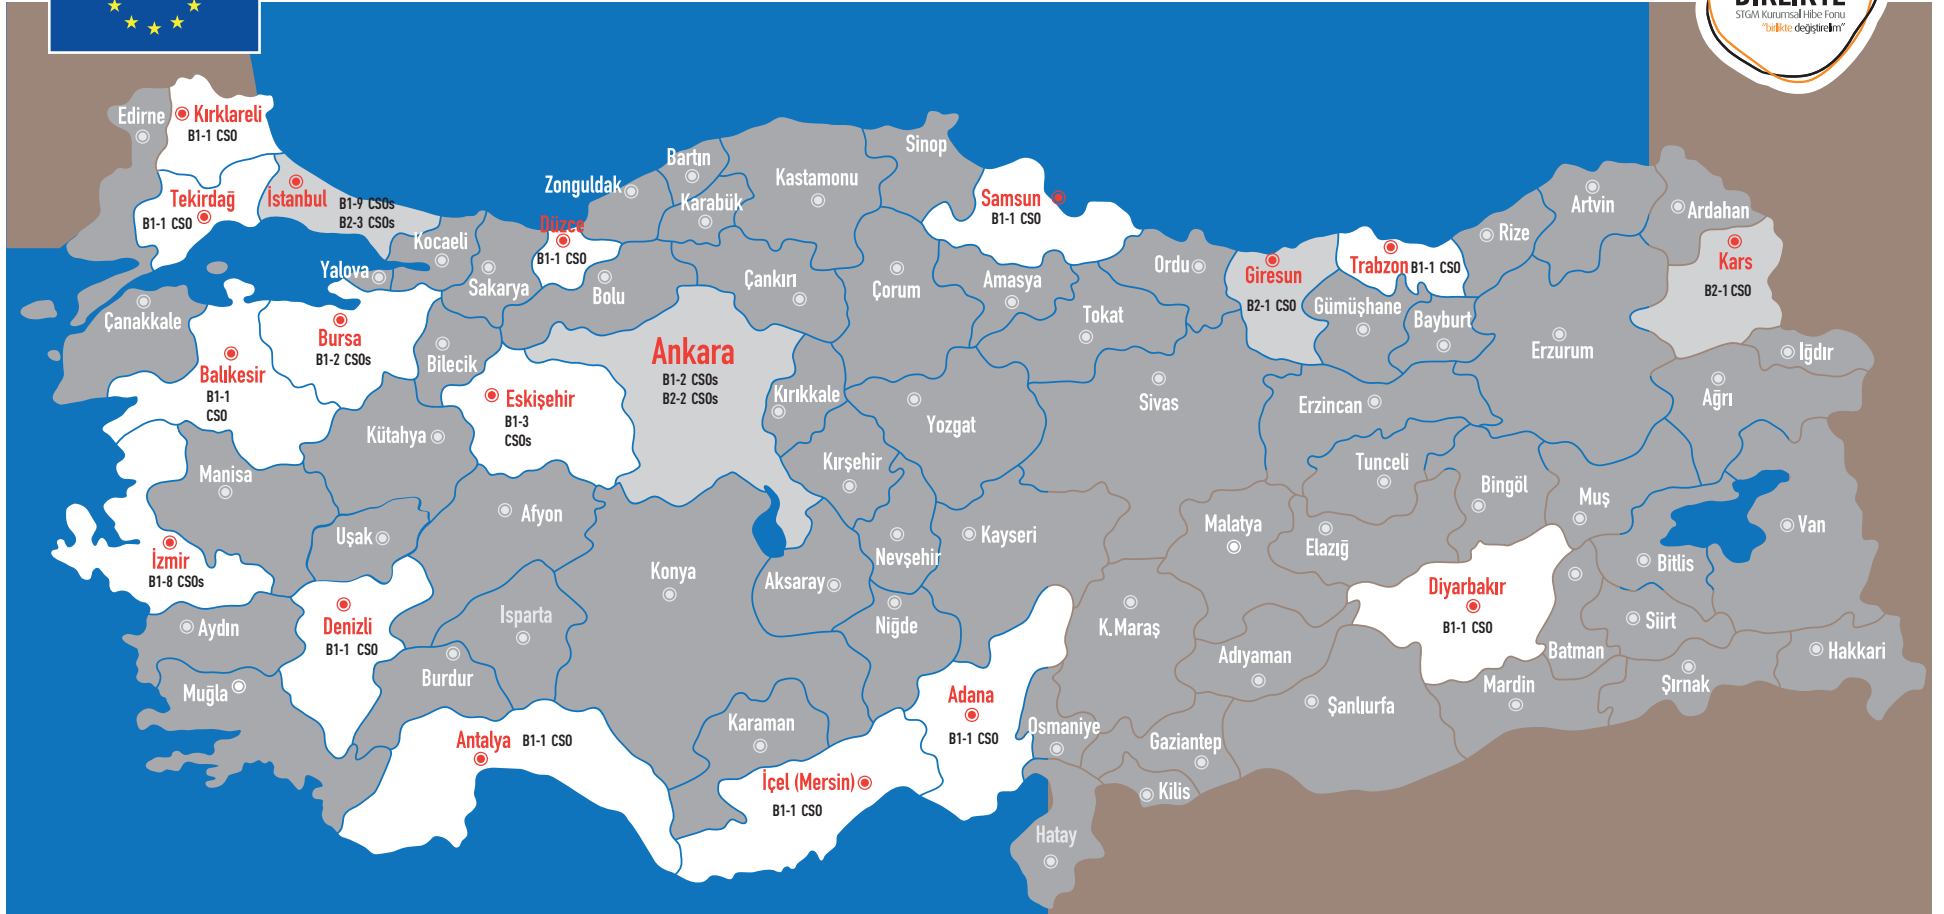 BİRLİKTE
STGM Kurumsal Hibe Fonu
"birlikte değiştirelim"
Edirne
Kırklareli
B1-1 CSO
Tekirdağ
B1-1 CSO
İstanbul
B1-9 CSOs
B2-3 CSOs
Kocaeli
Yalova
Sakarya
Düzce
B1-1 CSO
Bolu
Zonguldak
Bartın
Karabük
Kastamonu
Çankırı
Sinop
Samsun
B1-1 CSO
Çorum
Amasya
Tokat
Ordu
Giresun
B2-1 CSO
Trabzon B1-1 CSO
Gümüşhane
Bayburt
Rize
Artvin
Ardahan
Kars
B2-1 CSO
Iğdır
Ağrı
Erzurum
Erzincan
Çanakkale
Balıkesir
B1-1
CSO
Bursa
B1-2 CSOs
Bilecik
Eskişehir
B1-3
CSOs
Ankara
B1-2 CSOs
B2-2 CSOs
Kırıkkale
Yozgat
Sivas
Kütahya
Manisa
Uşak
Afyon
Kırşehir
Nevşehir
Kayseri
Malatya
Elazığ
Tunceli
Bingöl
Muş
Bitlis
Van
İzmir
B1-8 CSOs
Aydın
Denizli
B1-1 CSO
Isparta
Burdur
Muğla
Konya
Aksaray
Niğde
K.Maraş
Adıyaman
Diyarbakır
B1-1 CSO
Batman
Siirt
Şırnak
Hakkari
Mardin
Şanlıurfa
Gaziantep
Kilis
Osmaniye
Hatay
Adana
B1-1 CSO
Karaman
İçel (Mersin)
B1-1 CSO
Antalya B1-1 CSO